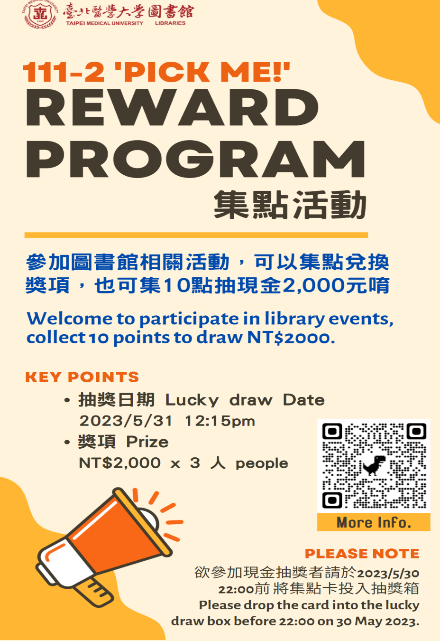 臺北醫學大學圖書館
TAIPEI MEDICAL UNIVERSITY LIBRARIES
111-2 'PICK ME!'
REWARD
PROGRAM
集點活動
參加圖書館相關活動，可以集點兌換
獎項，也可集10點抽現金2,000元唷
Welcome to participate in library events,
collect 10 points to draw NT$2000.
KEY POINTS
• 抽獎日期 Lucky draw Date
2023/5/31 12:15pm
• 獎項 Prize
NT$2,000 x 3 人 people
More Info.
PLEASE NOTE
欲參加現金抽獎者請於2023/5/30
22:00前將集點卡投入抽獎箱
Please drop the card into the lucky
draw box before 22:00 on 30 May 2023.